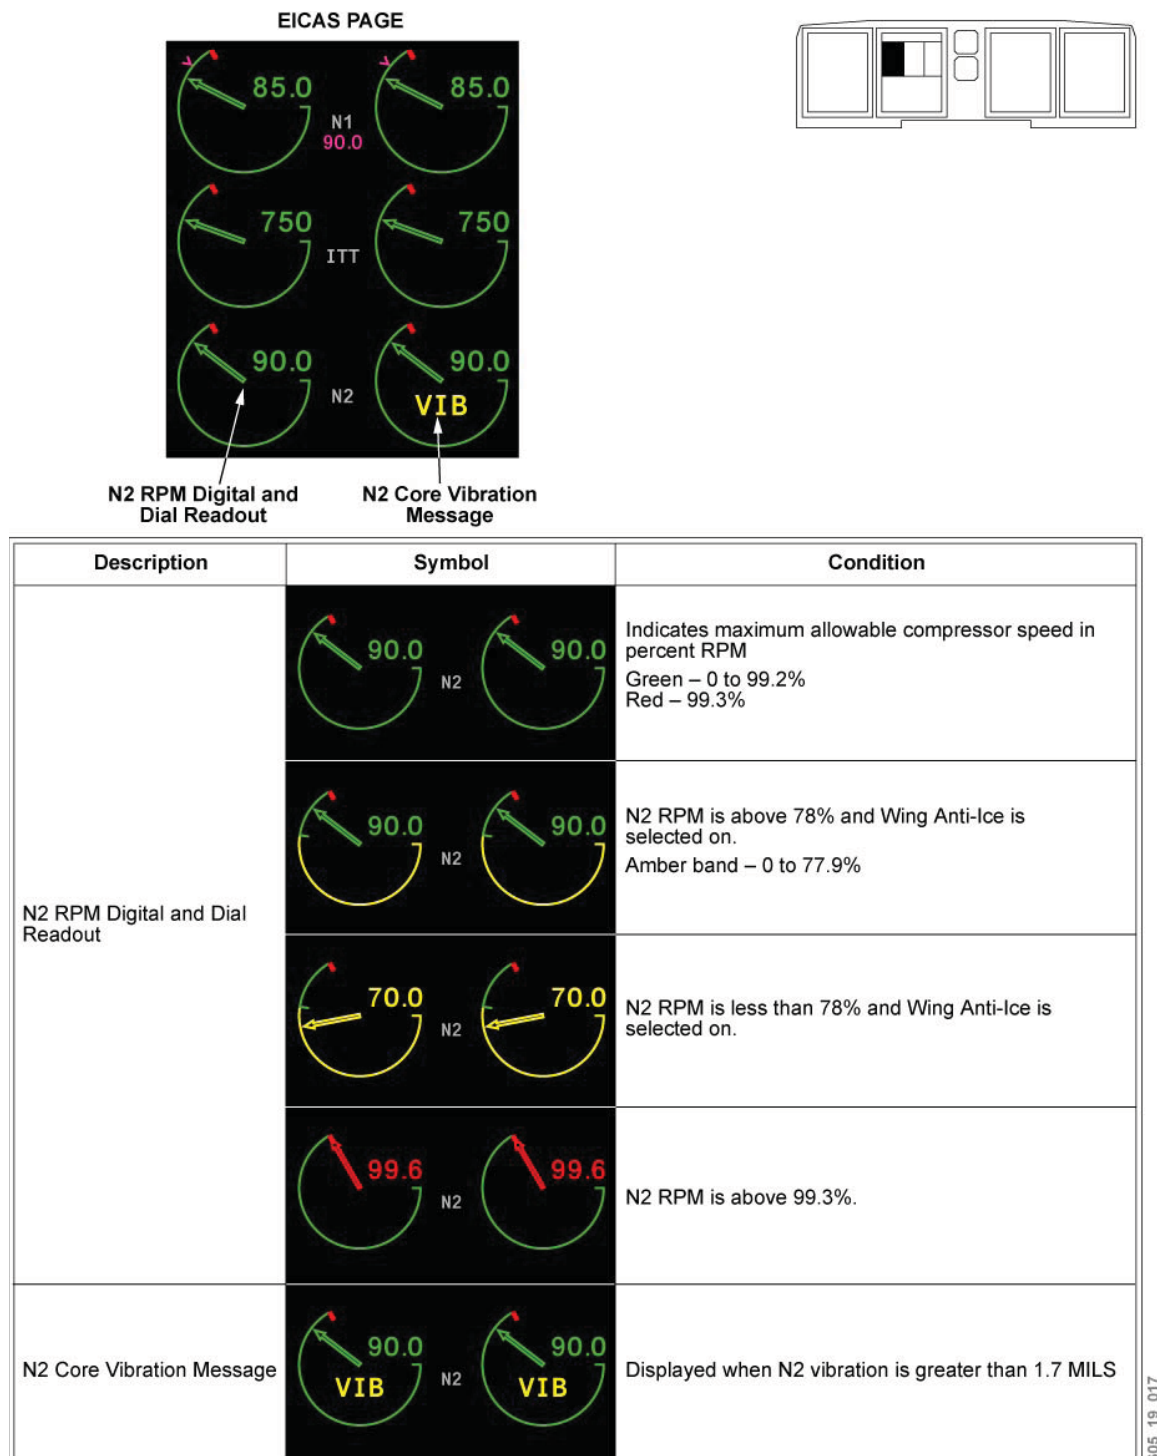 EICAS PAGE
85.0 85.0
N1
90.0
750 750
ITT
90.0 90.0
N2
VIB
N2 RPM Digital and
Dial Readout
N2 Core Vibration
Message
Description Symbol Condition
N2 RPM Digital and Dial
Readout
90.0 N2 90.0
Indicates maximum allowable compressor speed in
percent RPM
Green – 0 to 99.2%
Red – 99.3%
90.0 N2 90.0
N2 RPM is above 78% and Wing Anti-Ice is
selected on.
Amber band – 0 to 77.9%
70.0 N2 70.0
N2 RPM is less than 78% and Wing Anti-Ice is
selected on.
99.6 N2 99.6
N2 RPM is above 99.3%.
N2 Core Vibration Message
90.0 N2 90.0
VIB VIB
Displayed when N2 vibration is greater than 1.7 MILS